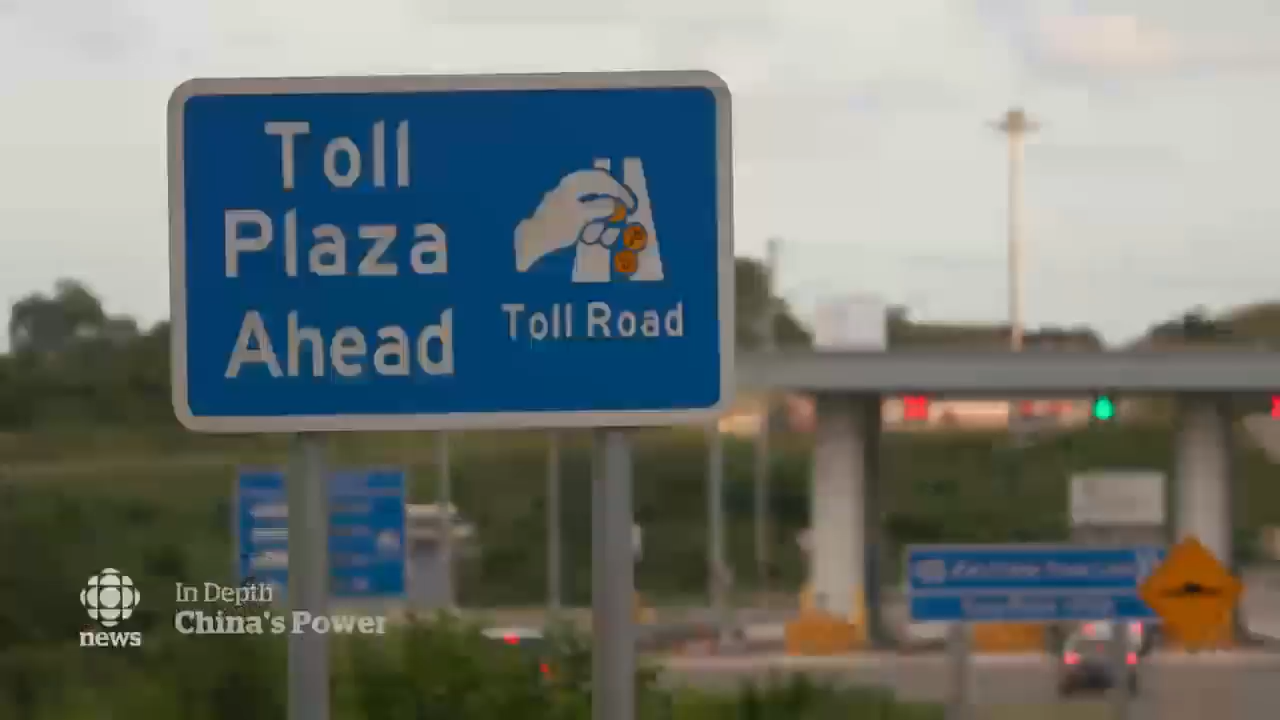 Toll
Plaza
Ahead
Toll Road
news
In Depth
China's Power